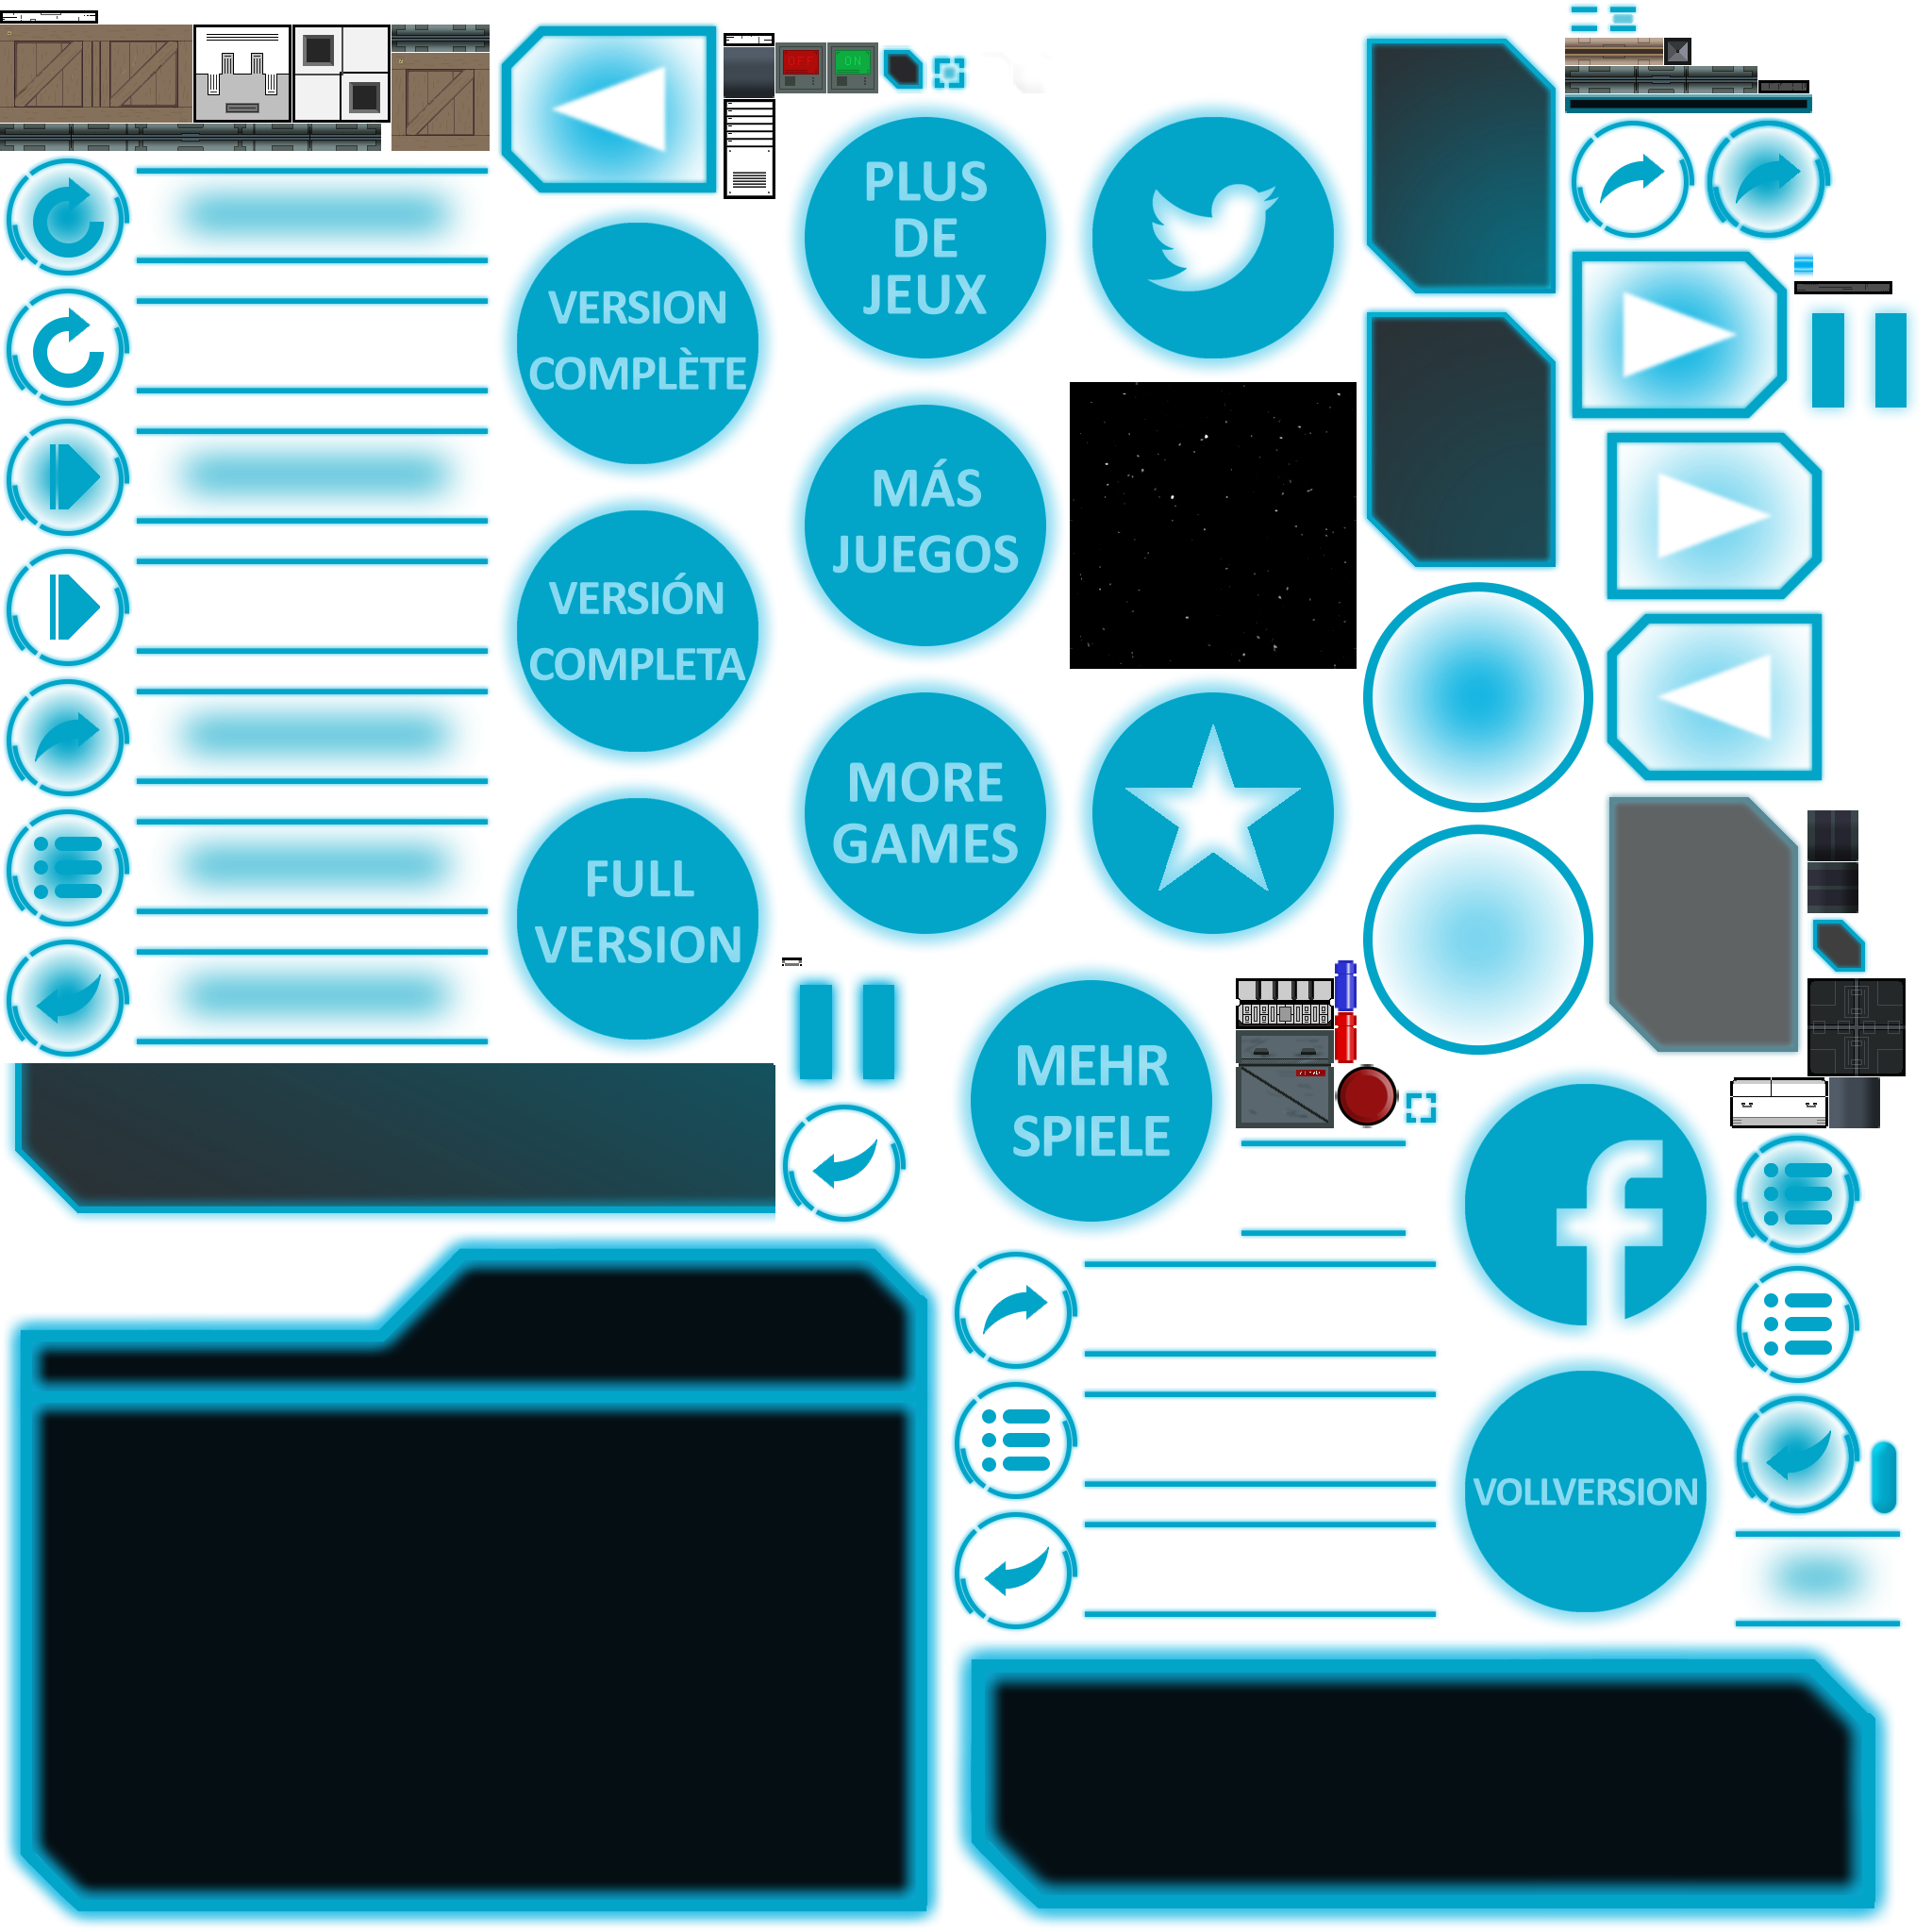 OFF
ON
PLUS
DE
JEUX
VERSION
COMPLÈTE
MÁS
JUEGOS
VERSIÓN
COMPLETA
MORE
GAMES
FULL
VERSION
MEHR
SPIELE
VOLLVERSION